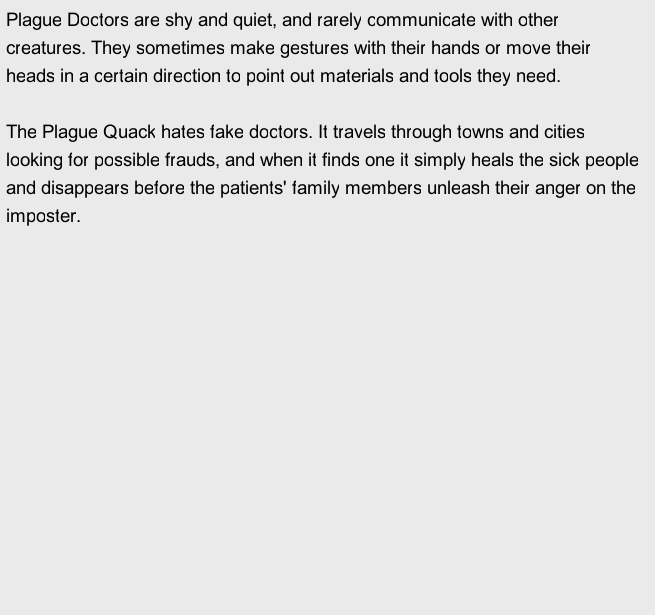 Plague Doctors are shy and quiet, and rarely communicate with other
creatures. They sometimes make gestures with their hands or move their
heads in a certain direction to point out materials and tools they need.
The Plague Quack hates fake doctors. It travels through towns and cities
looking for possible frauds, and when it finds one it simply heals the sick people
and disappears before the patients' family members unleash their anger on the
imposter.